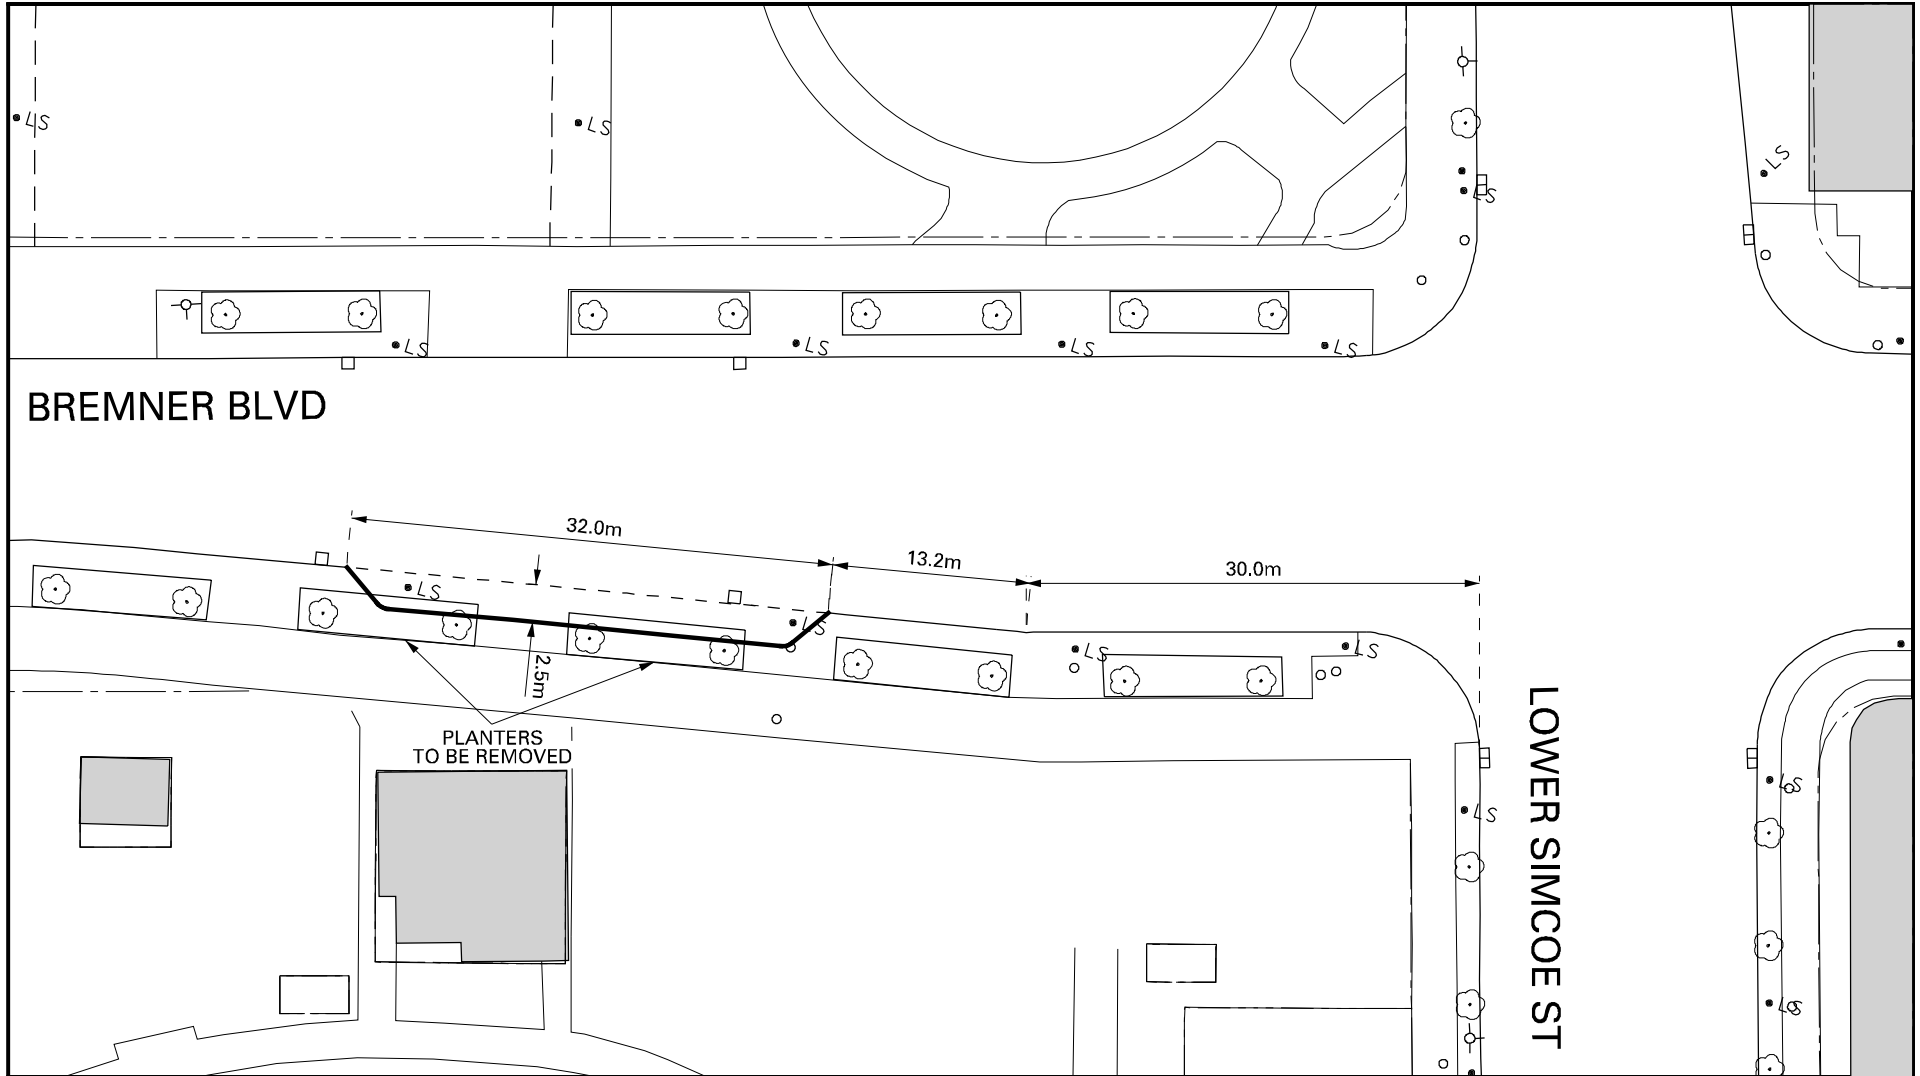 LS
LS
LS
LS
LS
LS
LS
LS
BREMNER BLVD
32.0m
13.2m
30.0m
LS
LS
LS
LS
2.5m
PLANTERS
TO BE REMOVED
LOWER SIMCOE ST
LS
LS
LS